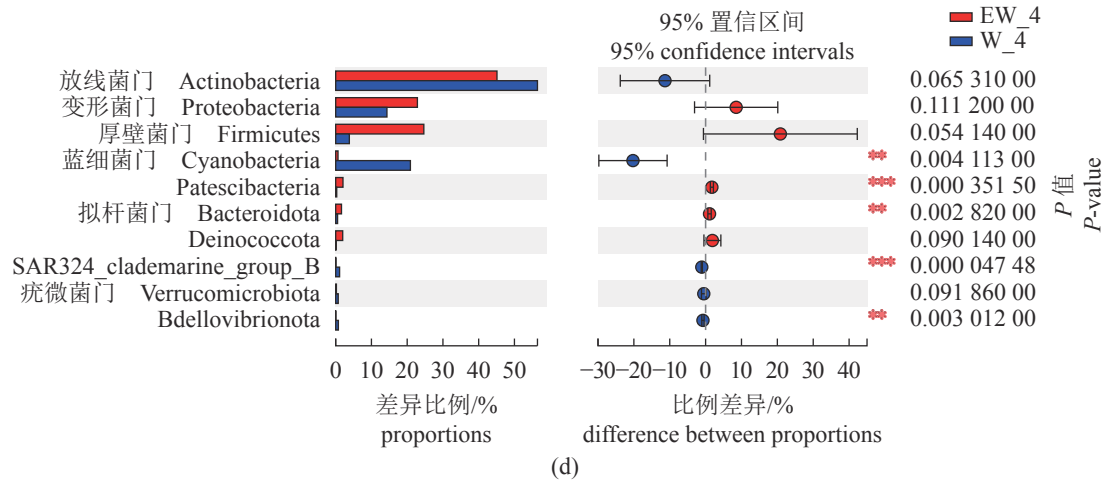 95% 置信区间
95% confidence intervals
EW_4
W_4
放线菌门 Actinobacteria 0.065 310 00
变形菌门 Proteobacteria 0.111 200 00
厚壁菌门 Firmicutes 0.054 140 00
蓝细菌门 Cyanobacteria ** 0.004 113 00
Patescibacteria *** 0.000 351 50
拟杆菌门 Bacteroidota ** 0.002 820 00
Deinococcota 0.090 140 00
SAR324_clademarine_group_B *** 0.000 047 48
疣微菌门 Verrucomicrobiota 0.091 860 00
Bdellovibrionota ** 0.003 012 00
P 值
P-value
0 10 20 30 40 50
−30−20−10 0 10 20 30 40
差异比例/%
proportions
比例差异/%
difference between proportions
(d)